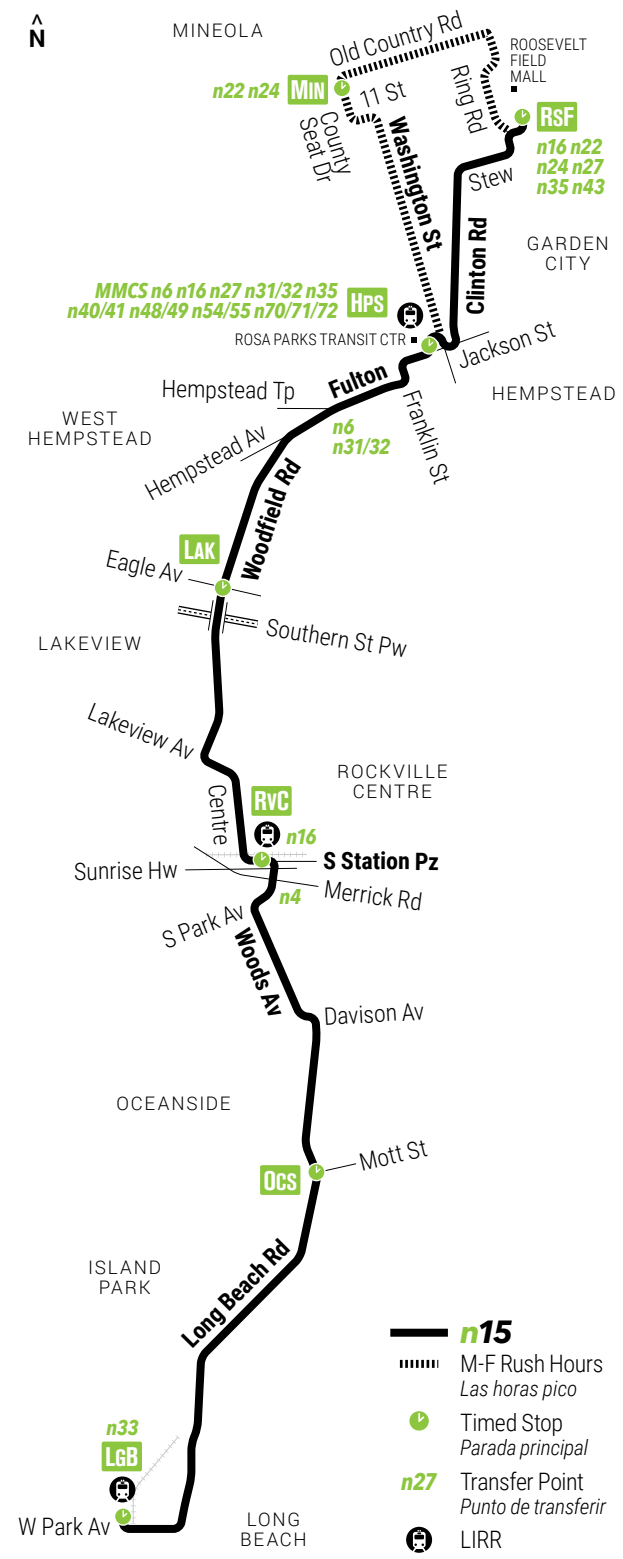 N
MINEOLA
Old Country Rd
ROOSEVELT
FIELD
MALL
n22 n24 MIN
11 St
Ring Rd
County
Seat Dr
Washington St
RSF
n16 n22
n24 n27
n35 n43
Stew
Clinton Rd
GARDEN
CITY
MMCS n6 n16 n27 n31/32 n35
n40/41 n48/49 n54/55 n70/71/72
HPS
ROSA PARKS TRANSIT CTR
Jackson St
Hempstead Tp
Fulton
Franklin St
HEMPSTEAD
WEST
HEMPSTEAD
n6
n31/32
Hempstead Av
Woodfield Rd
LAK
Eagle Av
Southern St Pw
LAKEVIEW
Lakeview Av
ROCKVILLE
CENTRE
Centre
RVC
n16
S Station Pz
Sunrise Hw
n4
Merrick Rd
S Park Av
Woods Av
Davison Av
OCEANSIDE
Mott St
OCS
ISLAND
PARK
Long Beach Rd
n33
LGB
W Park Av
LONG
BEACH
n15
M-F Rush Hours
Las horas pico
Timed Stop
Parada principal
n27 Transfer Point
Punto de transferir
LIRR